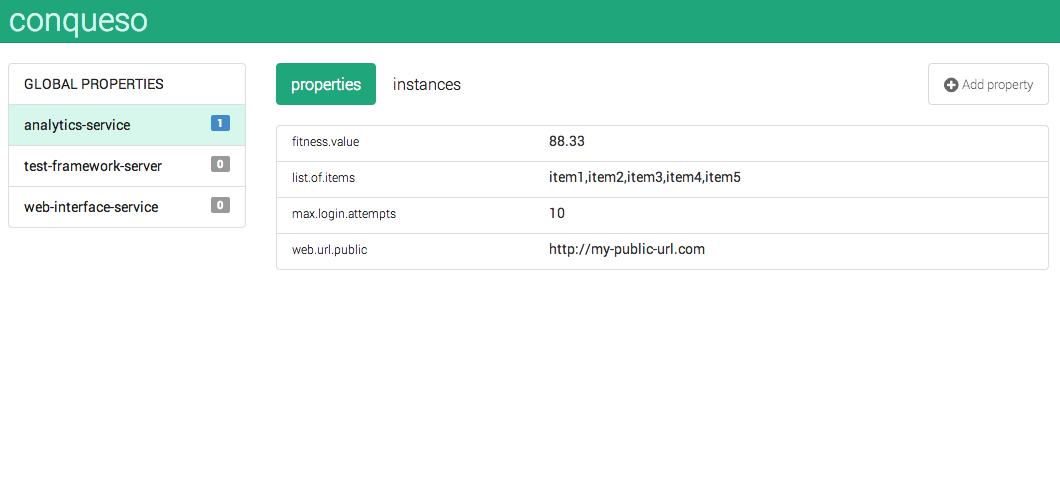 conqueso
GLOBAL PROPERTIES
analytics-service 1
test-framework-server 0
web-interface-service 0
properties instances
Add property
fitness.value 88.33
list.of.items item1,item2,item3,item4,item5
max.login.attempts 10
web.url.public http://my-public-url.com